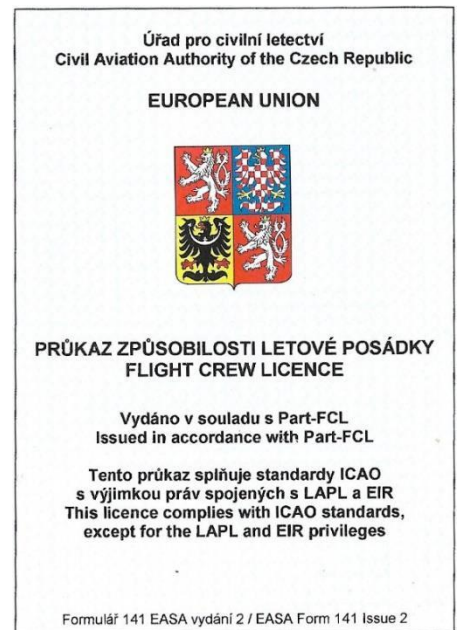 Úřad pro civilní letectví
Civil Aviation Authority of the Czech Republic
EUROPEAN UNION
PRŮKAZ ZPŮSOBILOSTI LETOVÉ POSÁDKY
FLIGHT CREW LICENCE
Vydáno v souladu s Part-FCL
Issued in accordance with Part-FCL
Tento průkaz splňuje standardy ICAO
s výjimkou práv spojených s LAPL a EIR
This licence complies with ICAO standards,
except for the LAPL and EIR privileges
Formulář 141 EASA vydání 2 / EASA Form 141 Issue 2